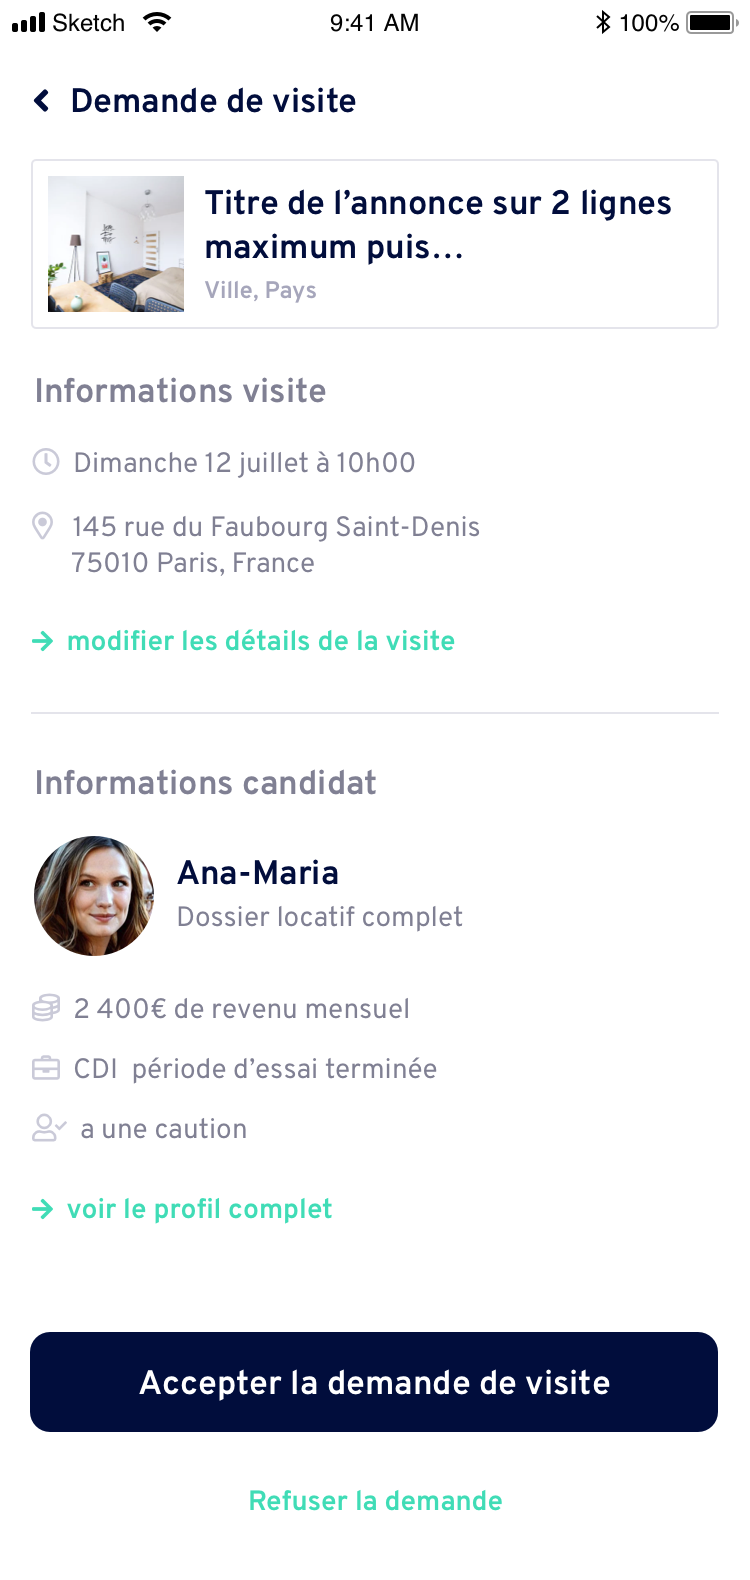 Sketch 9:41 AM 100%
Demande de visite
Titre de l’annonce sur 2 lignes
maximum puis…
Ville, Pays
Informations visite
Dimanche 12 juillet à 10h00
145 rue du Faubourg Saint-Denis
75010 Paris, France
modifier les détails de la visite
Informations candidat
Ana-Maria
Dossier locatif complet
2 400€ de revenu mensuel
CDI  période d’essai terminée
a une caution
voir le profil complet
Accepter la demande de visite
Refuser la demande